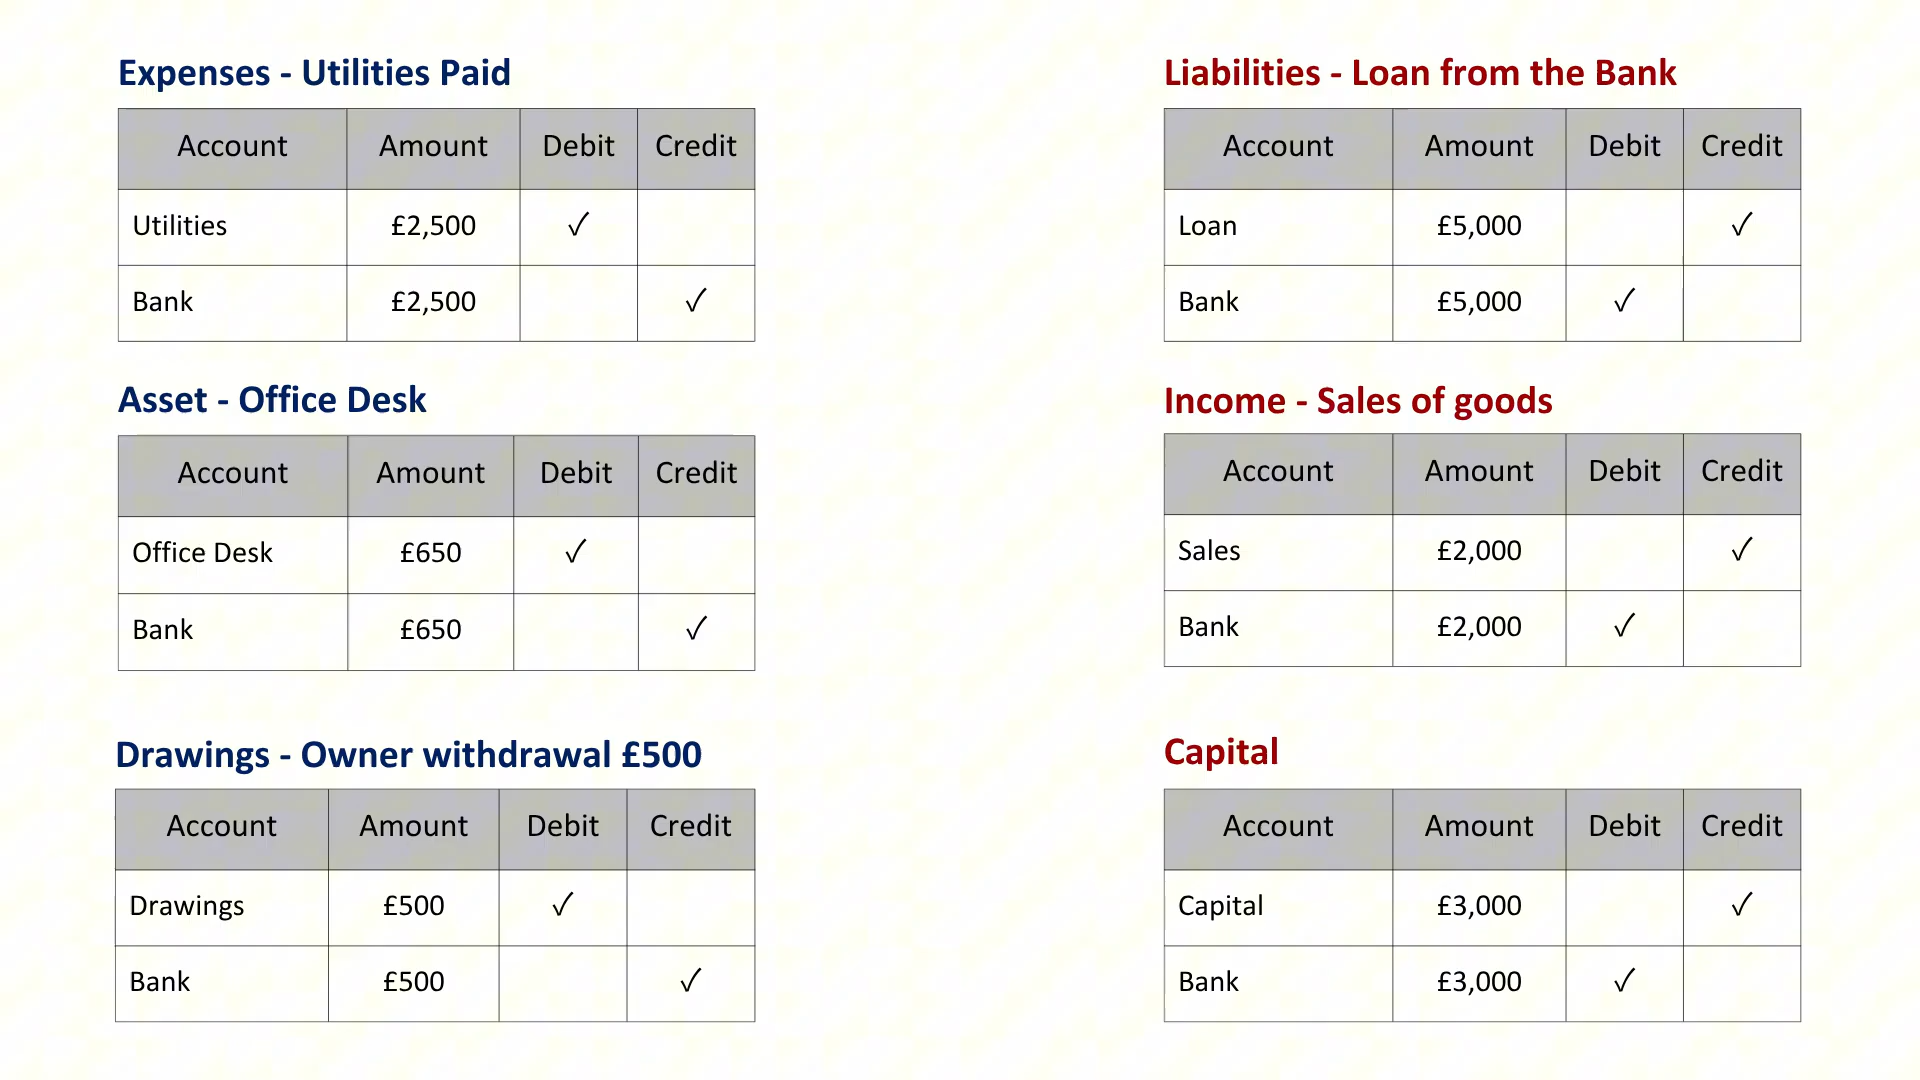 Expenses - Utilities Paid
Account Amount Debit Credit
Utilities £2,500 ✓
Bank £2,500 ✓
Asset - Office Desk
Account Amount Debit Credit
Office Desk £650 ✓
Bank £650 ✓
Drawings - Owner withdrawal £500
Account Amount Debit Credit
Drawings £500 ✓
Bank £500 ✓
Liabilities - Loan from the Bank
Account Amount Debit Credit
Loan £5,000 ✓
Bank £5,000 ✓
Income - Sales of goods
Account Amount Debit Credit
Sales £2,000 ✓
Bank £2,000 ✓
Capital
Account Amount Debit Credit
Capital £3,000 ✓
Bank £3,000 ✓